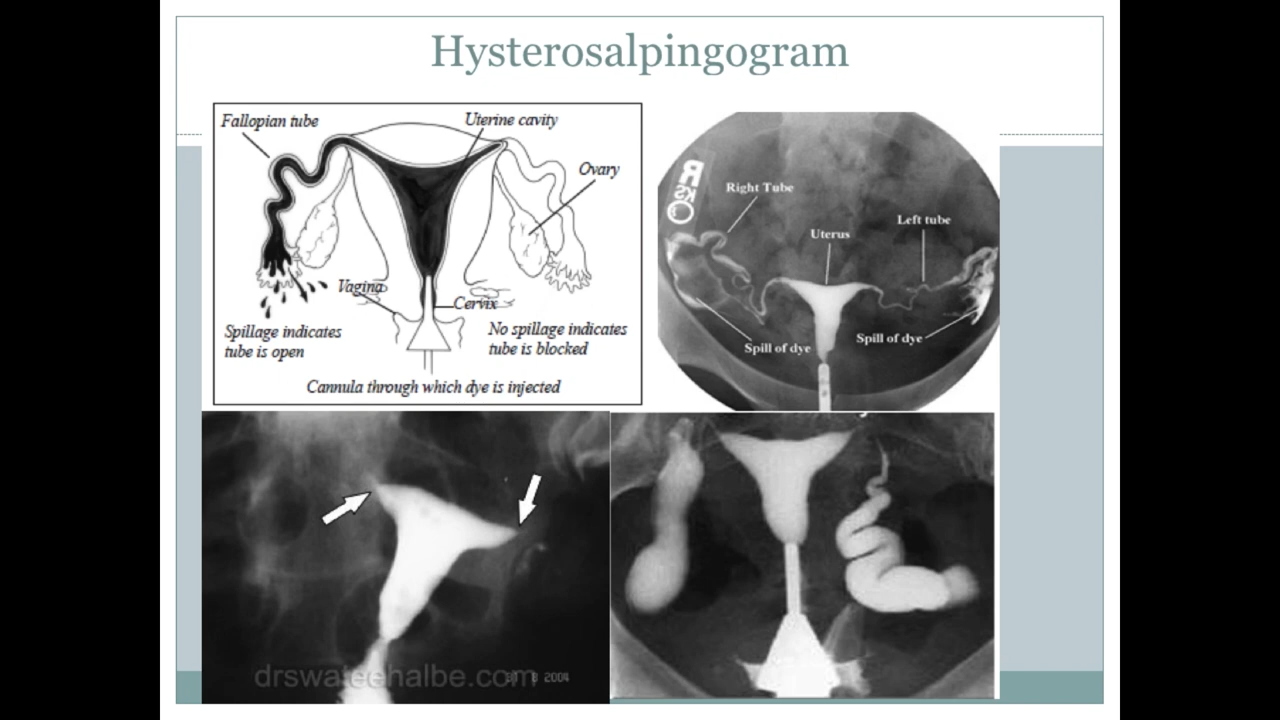 Hysterosalpingogram
Fallopian tube
Uterine cavity
Ovary
Vagina
Cervix
Spillage indicates
tube is open
No spillage indicates
tube is blocked
Cannula through which dye is injected
R
Right Tube
Left tube
Uterus
Spill of dye
Spill of dye
drswateehalbe.com
8 2004